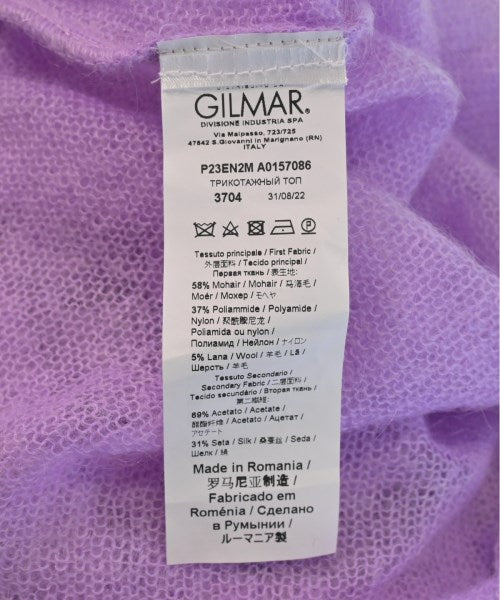 GILMAR®
DIVISIONE INDUSTRIA SPA
Via Malpasso, 723/725
47842 S.Giovanni in Marignano (RN)
ITALY
P23EN2M A0157086
ТРИКОТАЖНЫЙ ТОП
3704 31/08/22
Tessuto principale / First Fabric /
外層面料 / Tecido principal /
Первая ткань / 表生地:
58% Mohair / Mohair / 马海毛 /
Moér / Мохер / モヘヤ
37% Poliammide / Polyamide /
Nylon / 聚酰胺尼龙 /
Poliamida ou nylon /
Полиамид / Нейлон / ナイロン
5% Lana / Wool / 羊毛 / Lã /
Шерсть / 羊毛
Tessuto Secondario /
Secondary Fabric / 二层面料 /
Tecido secundário / Вторая ткань /
第二模組:
69% Acetato / Acetate /
醋酯纤维 / Acetato / Ацетат /
アセテート
31% Seta / Silk / 桑蚕丝 / Seda /
Шелк / 絹
Made in Romania /
罗马尼亚制造 /
Fabricado em
Roménia / Сделано
в Румынии /
ルーマニア製